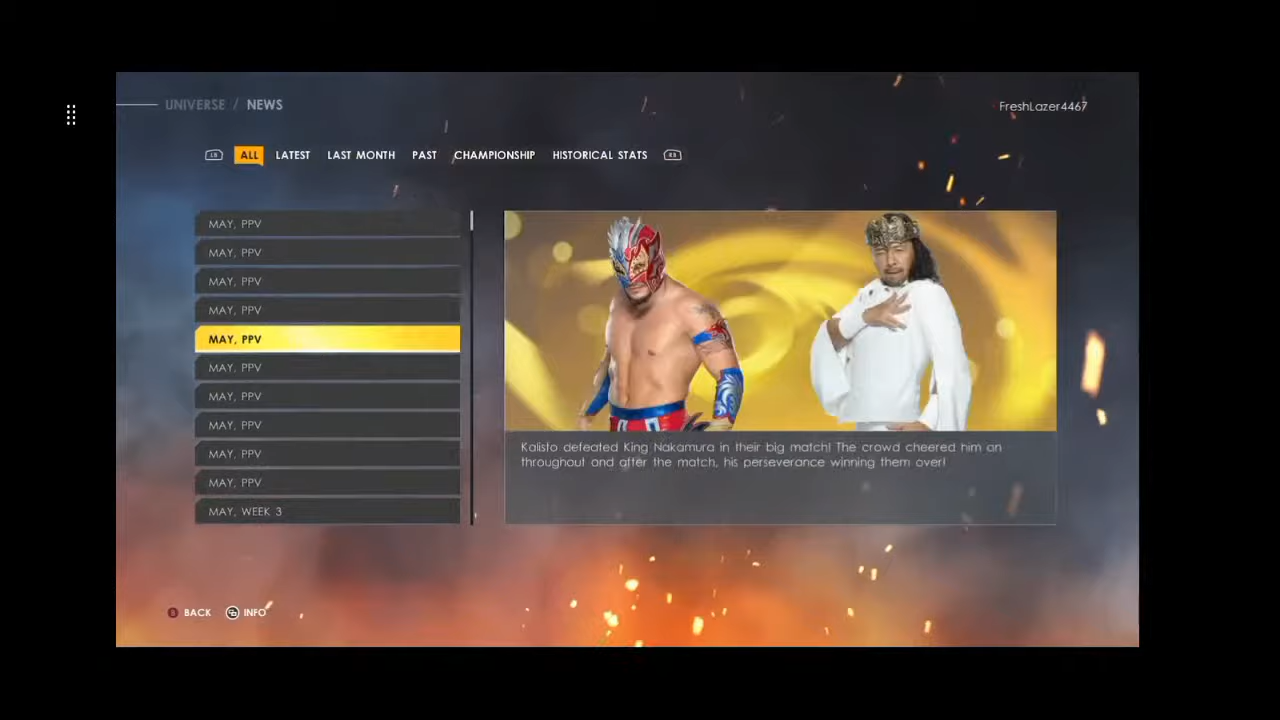 UNIVERSE / NEWS
FreshLazer4467
LB ALL LATEST LAST MONTH PAST CHAMPIONSHIP HISTORICAL STATS RB
MAY, PPV
MAY, PPV
MAY, PPV
MAY, PPV
MAY, PPV
MAY, PPV
MAY, PPV
MAY, PPV
MAY, PPV
MAY, PPV
MAY, WEEK 3
Kalisto defeated King Nakamura in their big match! The crowd cheered him on
throughout and after the match, his perseverance winning them over!
B BACK INFO